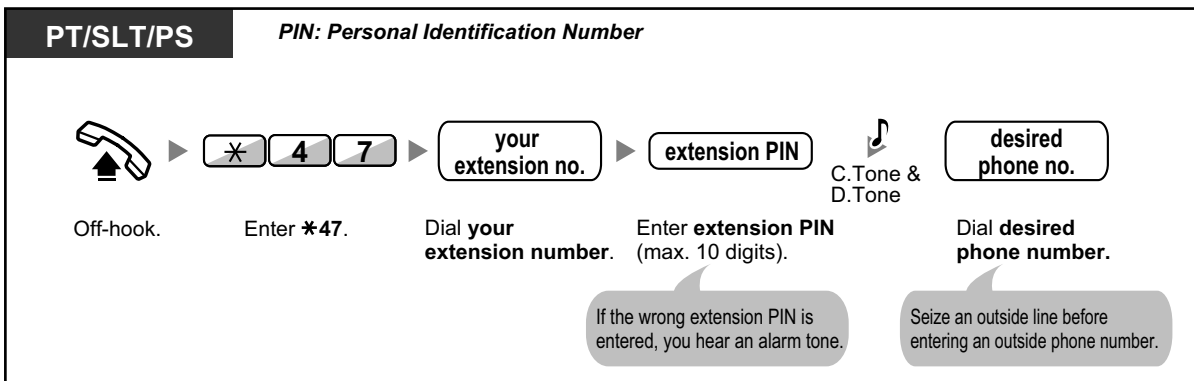 PT/SLT/PS
PIN: Personal Identification Number
* 4 7
your
extension no.
extension PIN
C.Tone &
D.Tone
desired
phone no.
Off-hook.
Enter *47.
Dial your
extension number.
Enter extension PIN
(max. 10 digits).
Dial desired
phone number.
If the wrong extension PIN is
entered, you hear an alarm tone.
Seize an outside line before
entering an outside phone number.